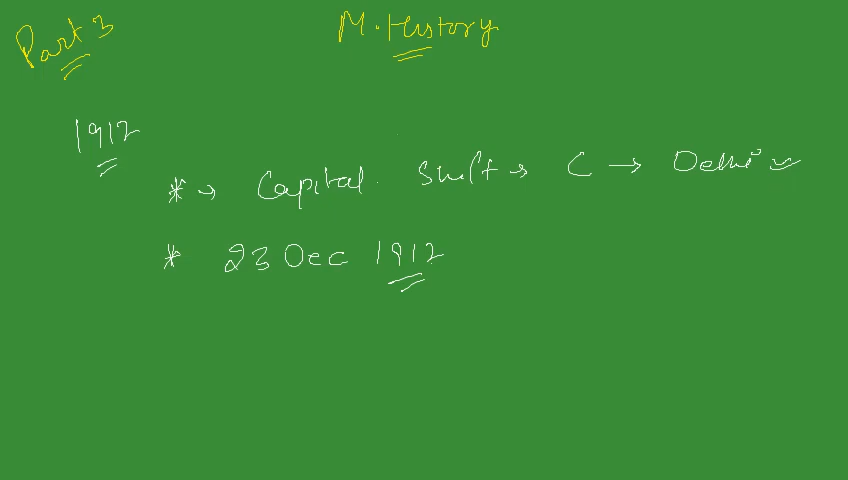 Part 3
M. History
1912
* → Capital Shift → C → Delhi
* 23 Dec 1912